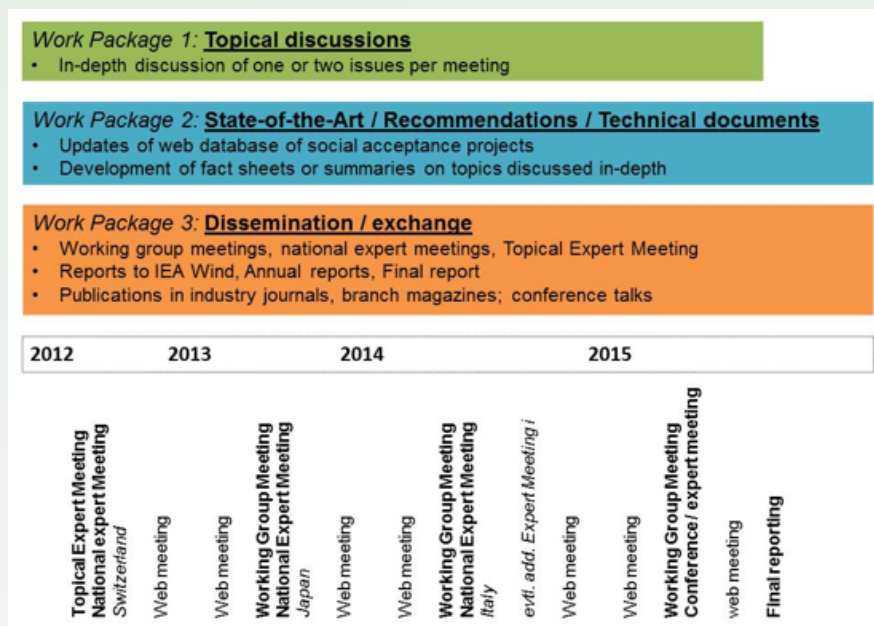 Work Package 1: Topical discussions
• In-depth discussion of one or two issues per meeting
Work Package 2: State-of-the-Art / Recommendations / Technical documents
• Updates of web database of social acceptance projects
• Development of fact sheets or summaries on topics discussed in-depth
Work Package 3: Dissemination / exchange
• Working group meetings, national expert meetings, Topical Expert Meeting
• Reports to IEA Wind, Annual reports, Final report
• Publications in industry journals, branch magazines; conference talks
2012 2013 2014 2015
Topical Expert Meeting
National expert Meeting
Switzerland
Web meeting
Web meeting
Working Group Meeting
National Expert Meeting
Japan
Web meeting
Web meeting
Working Group Meeting
National Expert Meeting
Italy
evtl. add. Expert Meeting i
Web meeting
Web meeting
Working Group Meeting
Conference/ expert meeting
web meeting
Final reporting